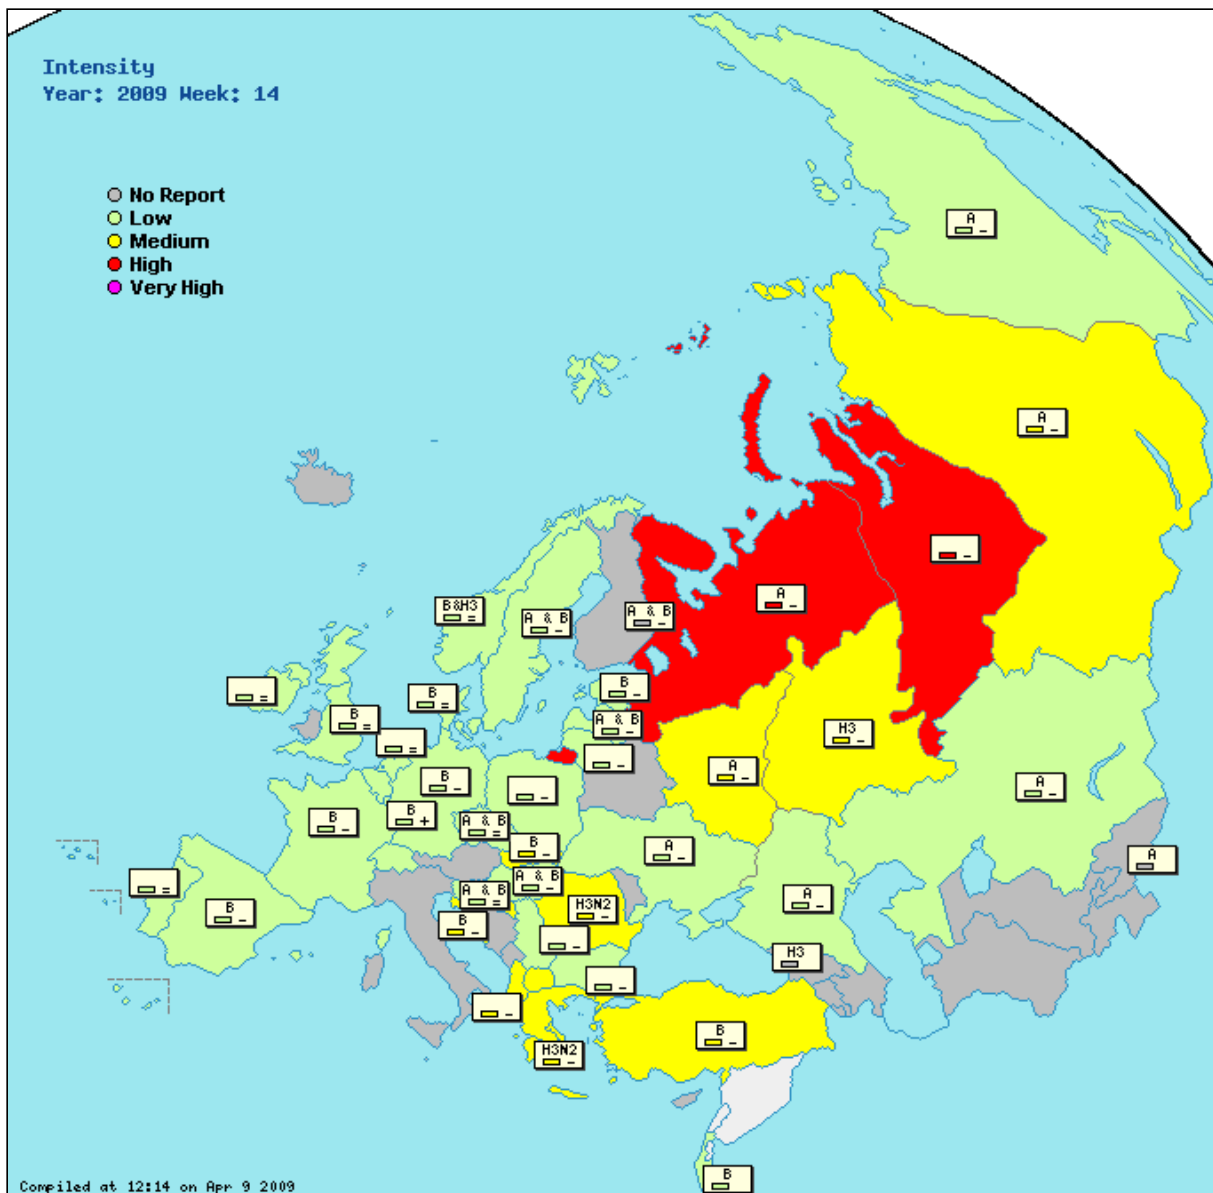 Intensity
Year: 2009 Week: 14
No Report
Low
Medium
High
Very High
A
–
A
–
–
A
–
B&H3
=
A & B
–
A & B
–
=
B
–
B
=
B
=
A & B
–
=
H3
–
–
A
–
B
–
A
–
–
B
+
B
–
A & B
=
B
–
A
–
A
A & B
–
=
A & B
=
A
–
B
–
H3N2
–
B
–
–
H3
–
–
B
–
H3N2
–
B
Compiled at 12:14 on Apr 9 2009